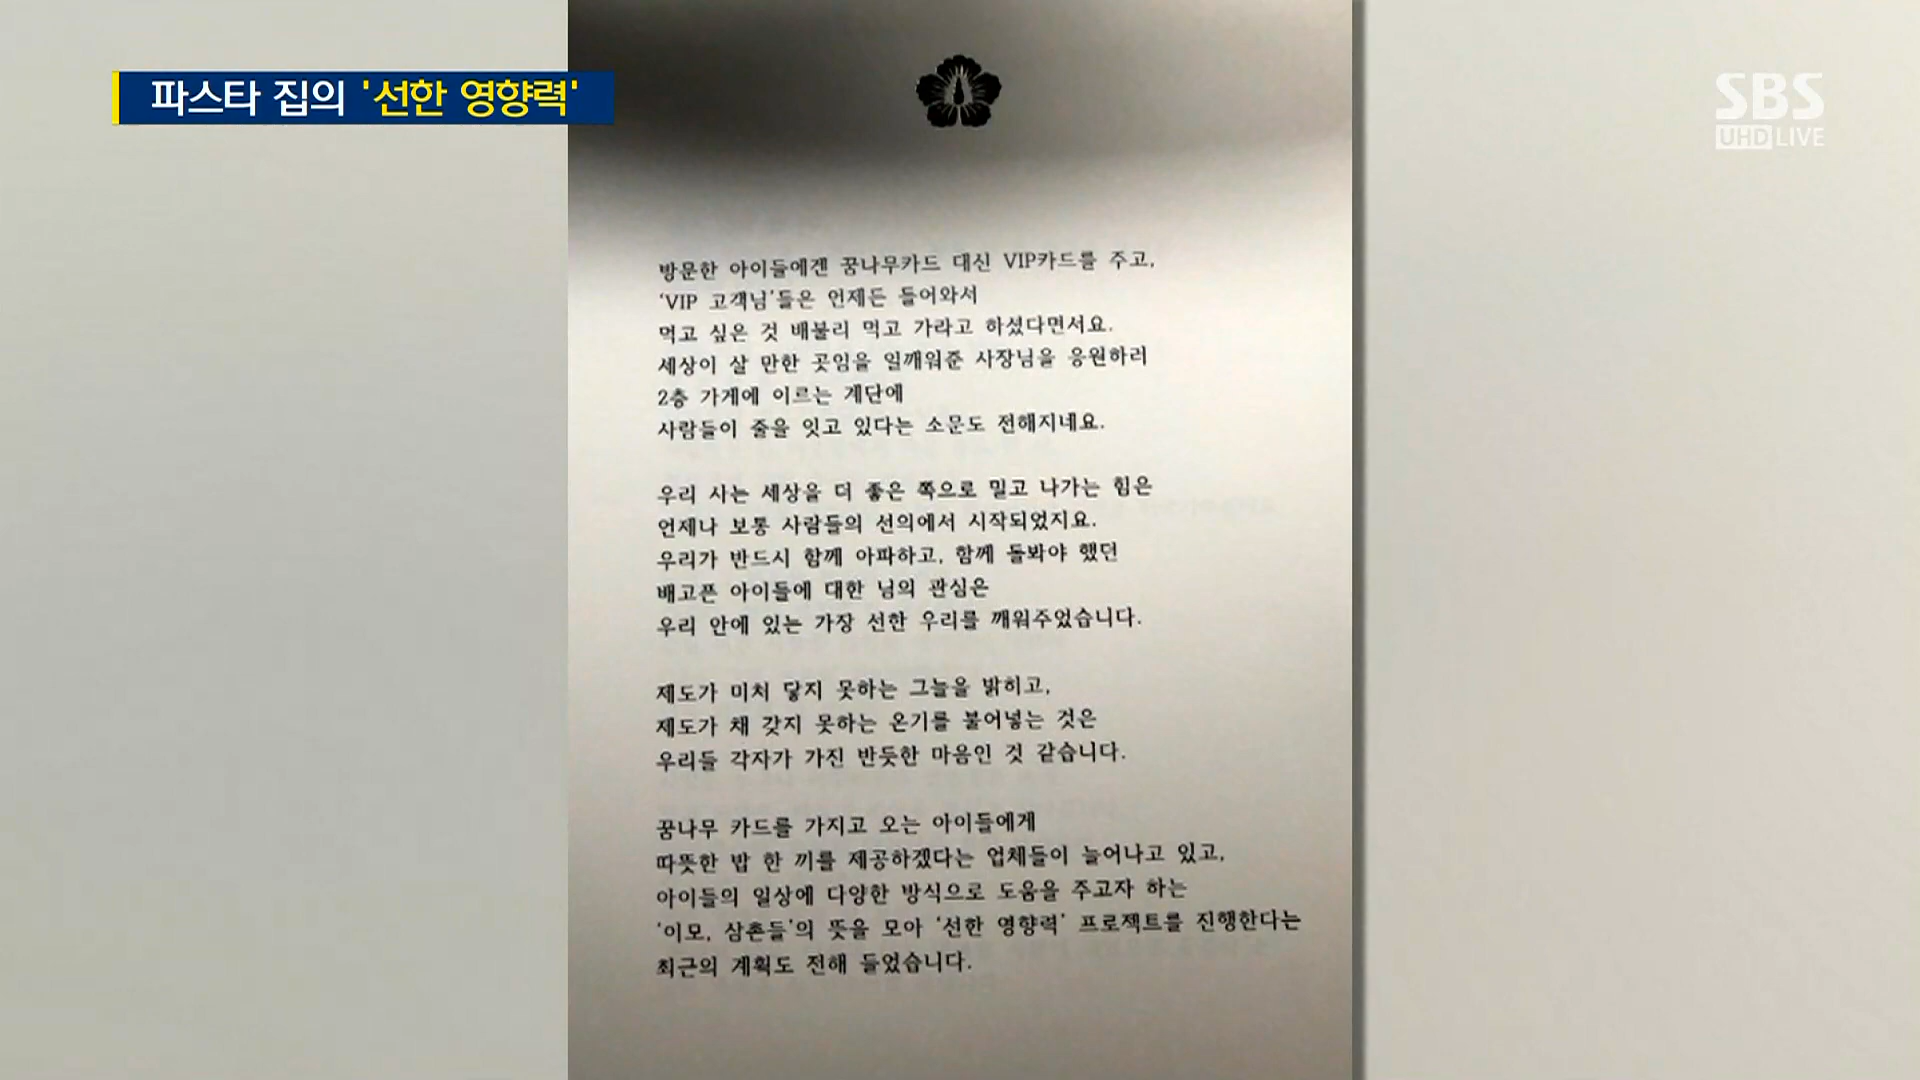 파스타 집의 '선한 영향력'
SBS
UHD LIVE
방문한 아이들에겐 꿈나무카드 대신 VIP카드를 주고,
'VIP 고객님'들은 언제든 들어와서
먹고 싶은 것 배불리 먹고 가라고 하셨다면서요.
세상이 살 만한 곳임을 일깨워준 사장님을 응원하리
2층 가게에 이르는 계단에
사람들이 줄을 잇고 있다는 소문도 전해지네요.
우리 사는 세상을 더 좋은 쪽으로 밀고 나가는 힘은
언제나 보통 사람들의 선의에서 시작되었지요.
우리가 반드시 함께 아파하고, 함께 돌봐야 했던
배고픈 아이들에 대한 님의 관심은
우리 안에 있는 가장 선한 우리를 깨워주었습니다.
제도가 미처 닿지 못하는 그늘을 밝히고,
제도가 채 갖지 못하는 온기를 불어넣는 것은
우리들 각자가 가진 반듯한 마음인 것 같습니다.
꿈나무 카드를 가지고 오는 아이들에게
따뜻한 밥 한 끼를 제공하겠다는 업체들이 늘어나고 있고,
아이들의 일상에 다양한 방식으로 도움을 주고자 하는
'이모, 삼촌들'의 뜻을 모아 '선한 영향력' 프로젝트를 진행한다는
최근의 계획도 전해 들었습니다.